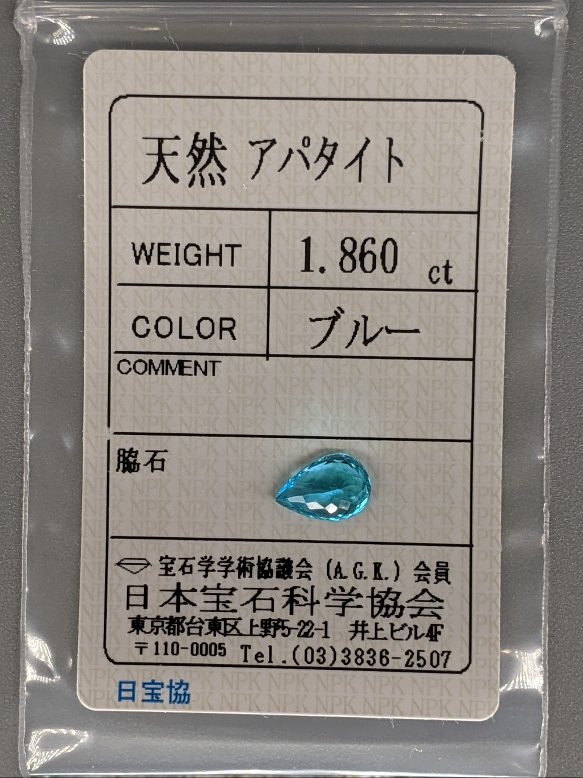 天然 アパタイト
WEIGHT 1.860 ct
COLOR ブルー
COMMENT
脇石
宝石学学術協議会 (A.G.K.) 会員
日本宝石科学協会
東京都台東区上野5-22-1 井上ビル4F
〒110-0005 Tel.(03)3836-2507
日宝協